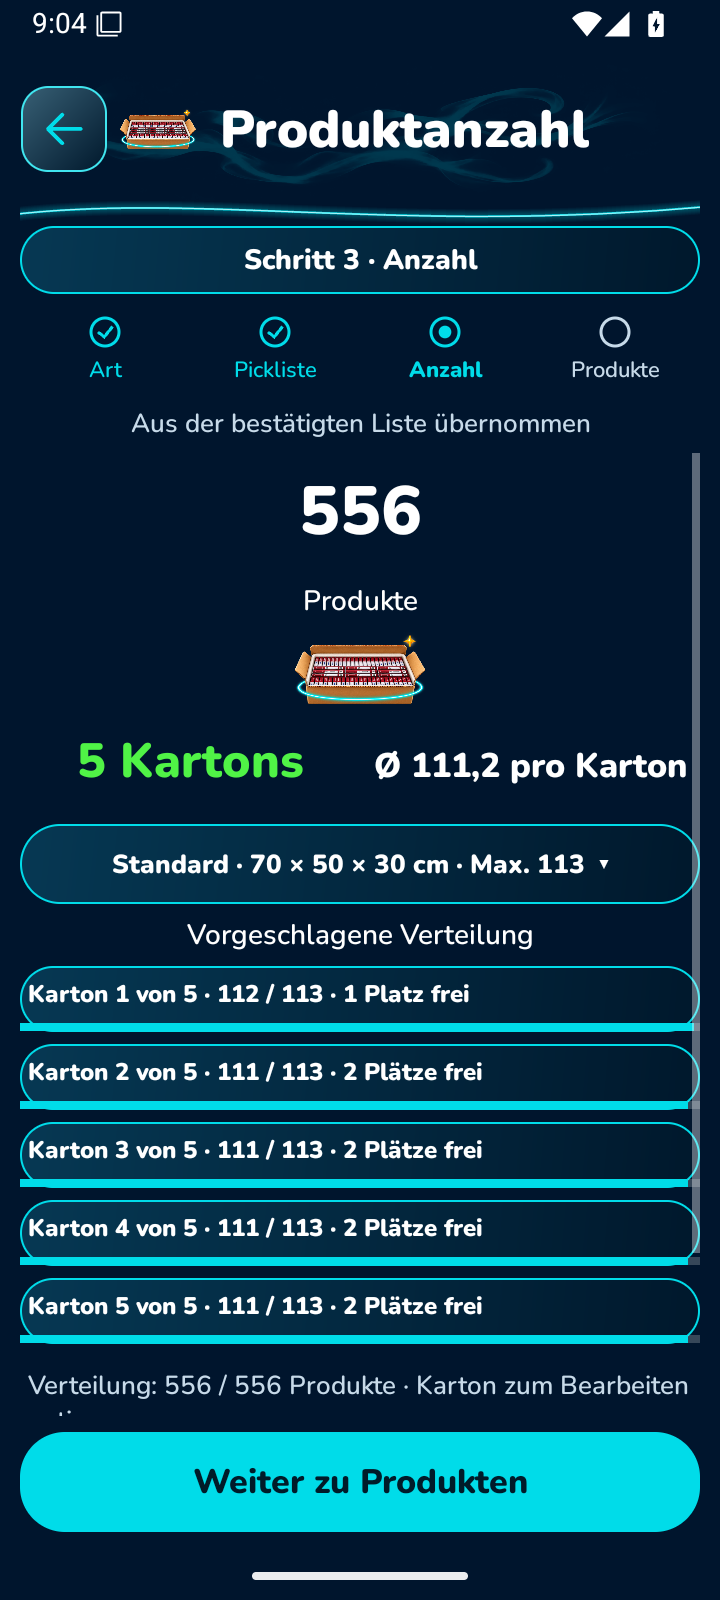 9:04
Produktanzahl
Schritt 3 · Anzahl
Art
Pickliste
Anzahl
Produkte
Aus der bestätigten Liste übernommen
556
Produkte
5 Kartons
Ø 111,2 pro Karton
Standard · 70 × 50 × 30 cm · Max. 113 ▼
Vorgeschlagene Verteilung
Karton 1 von 5 · 112 / 113 · 1 Platz frei
Karton 2 von 5 · 111 / 113 · 2 Plätze frei
Karton 3 von 5 · 111 / 113 · 2 Plätze frei
Karton 4 von 5 · 111 / 113 · 2 Plätze frei
Karton 5 von 5 · 111 / 113 · 2 Plätze frei
Verteilung: 556 / 556 Produkte · Karton zum Bearbeiten
Weiter zu Produkten